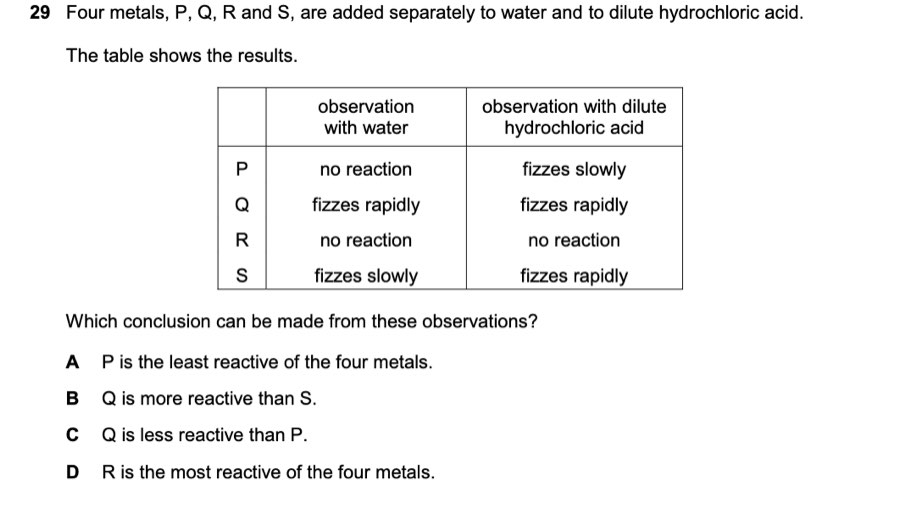 29 Four metals, P, Q, R and S, are added separately to water and to dilute hydrochloric acid.
The table shows the results.
observation with water
observation with dilute hydrochloric acid
P no reaction fizzes slowly
Q fizzes rapidly fizzes rapidly
R no reaction no reaction
S fizzes slowly fizzes rapidly
Which conclusion can be made from these observations?
A P is the least reactive of the four metals.
B Q is more reactive than S.
C Q is less reactive than P.
D R is the most reactive of the four metals.